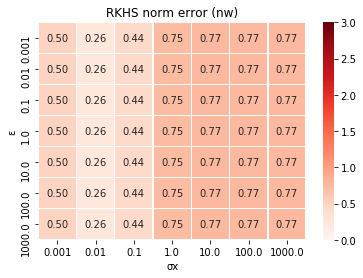 RKHS norm error (nw)
ε
0.001 0.50 0.26 0.44 0.75 0.77 0.77 0.77
0.01 0.50 0.26 0.44 0.75 0.77 0.77 0.77
0.1 0.50 0.26 0.44 0.75 0.77 0.77 0.77
1.0 0.50 0.26 0.44 0.75 0.77 0.77 0.77
10.0 0.50 0.26 0.44 0.75 0.77 0.77 0.77
100.0 0.50 0.26 0.44 0.75 0.77 0.77 0.77
1000.0 0.50 0.26 0.44 0.75 0.77 0.77 0.77
0.001 0.01 0.1 1.0 10.0 100.0 1000.0
σx
3.0
2.5
2.0
1.5
1.0
0.5
0.0